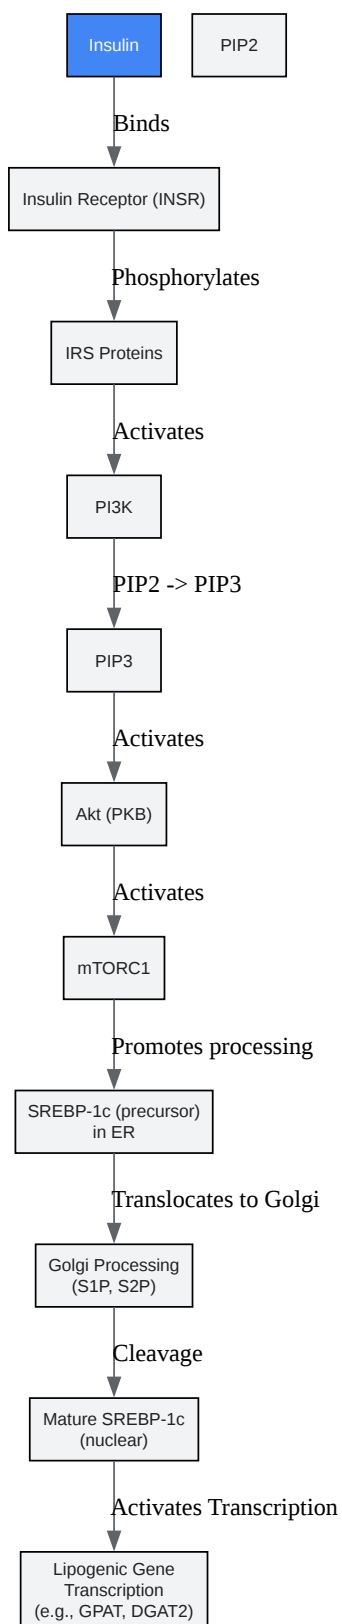 Insulin
PIP2
Binds
Insulin Receptor (INSR)
Phosphorylates
IRS Proteins
Activates
PI3K
PIP2 -> PIP3
PIP3
Activates
Akt (PKB)
Activates
mTORC1
Promotes processing
SREBP-1c (precursor)
in ER
Translocates to Golgi
Golgi Processing
(S1P, S2P)
Cleavage
Mature SREBP-1c
(nuclear)
Activates Transcription
Lipogenic Gene
Transcription
(e.g., GPAT, DGAT2)